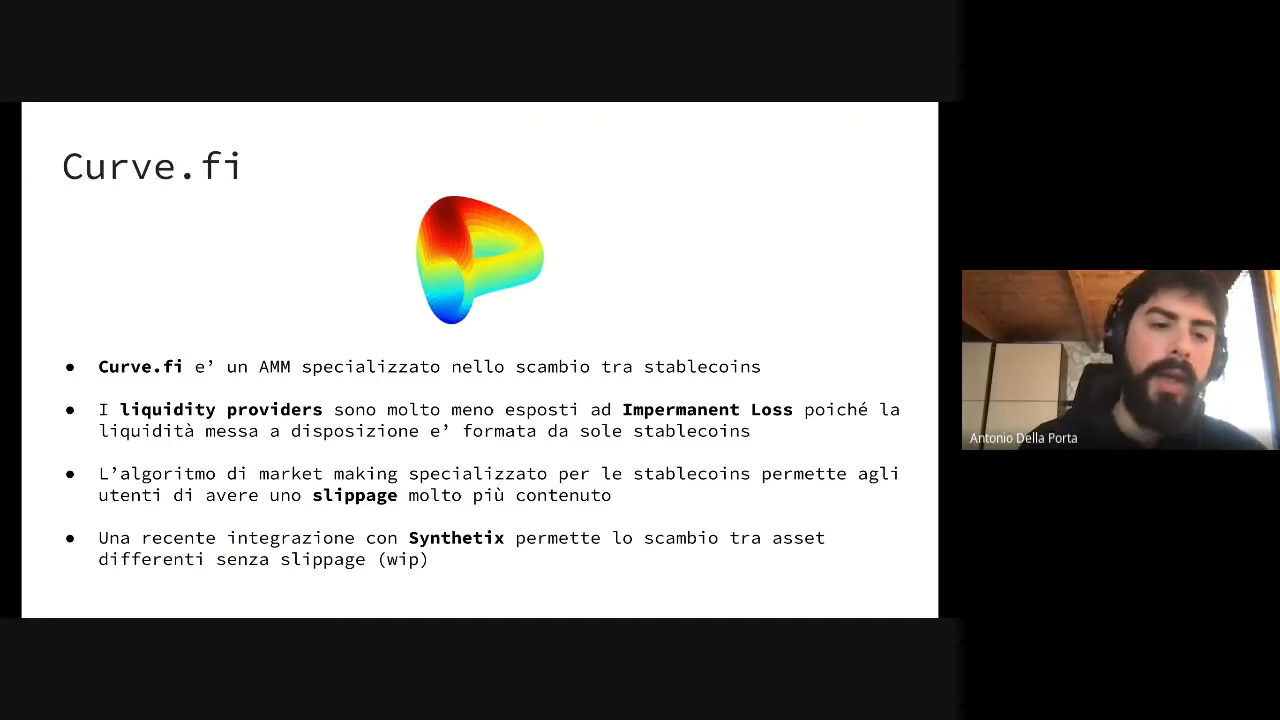 Curve.fi
● Curve.fi e’ un AMM specializzato nello scambio tra stablecoins
● I liquidity providers sono molto meno esposti ad Impermanent Loss poiché la
liquidità messa a disposizione e’ formata da sole stablecoins
● L’algoritmo di market making specializzato per le stablecoins permette agli
utenti di avere uno slippage molto più contenuto
● Una recente integrazione con Synthetix permette lo scambio tra asset
differenti senza slippage (wip)
Antonio Della Porta